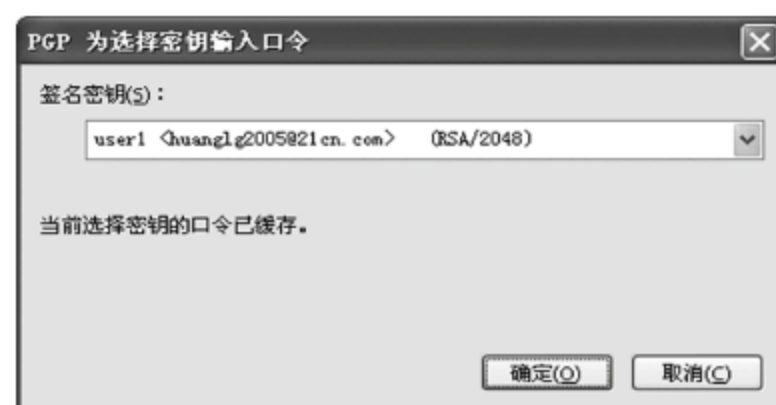 PGP 为选择密钥输入口令
签名密钥(S)：
user1 <huanglg2005@21cn.com> (RSA/2048)
当前选择密钥的口令已缓存。
确定(O) 取消(C)